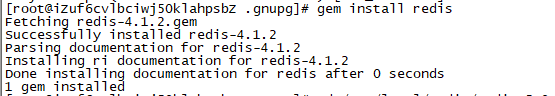 [root@iZuf6cvlbciwj50klahpsbZ .gnupg]# gem install redis
Fetching redis-4.1.2.gem
Successfully installed redis-4.1.2
Parsing documentation for redis-4.1.2
Installing ri documentation for redis-4.1.2
Done installing documentation for redis after 0 seconds
1 gem installed